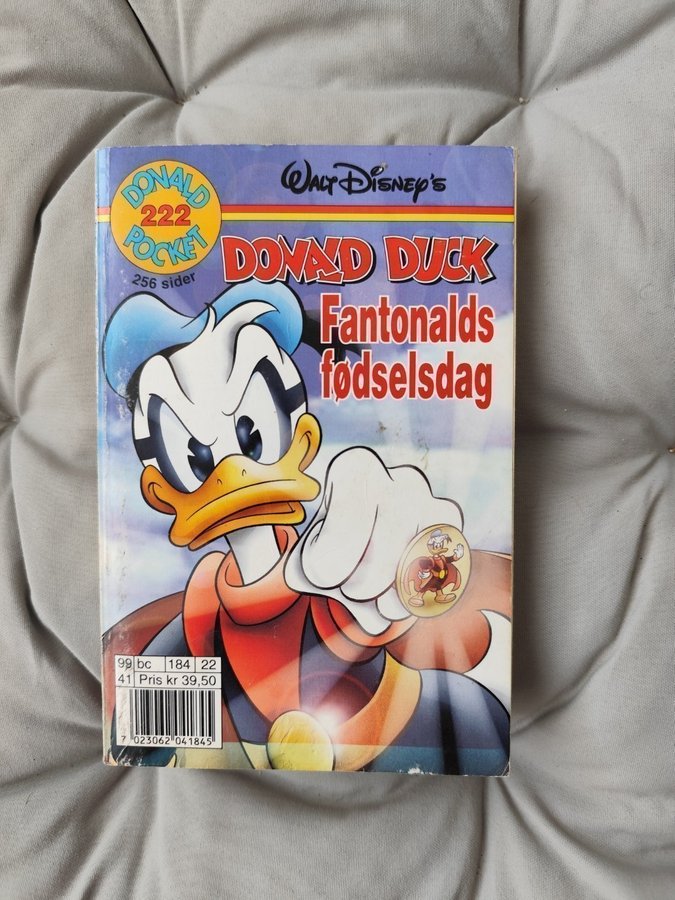 Walt Disney's
DONALD
222
POCKET
256 sider
DONALD DUCK
Fantonalds
fødselsdag
99 bc 184 22
41 Pris kr 39,50
7 023062 041845